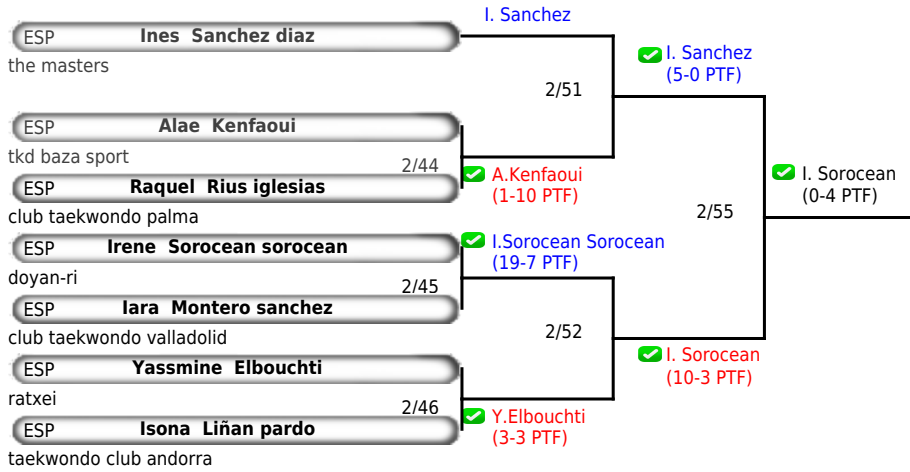 I. Sanchez
ESP Ines Sanchez diaz
the masters
I. Sanchez
(5-0 PTF)
2/51
ESP Alae Kenfaoui
tkd baza sport
2/44
A.Kenfaoui
(1-10 PTF)
ESP Raquel Rius iglesias
club taekwondo palma
I. Sorocean
(0-4 PTF)
2/55
ESP Irene Sorocean sorocean
doyan-ri
I.Sorocean Sorocean
(19-7 PTF)
2/45
ESP Iara Montero sanchez
club taekwondo valladolid
2/52
I. Sorocean
(10-3 PTF)
ESP Yassmine Elbouchti
ratxei
2/46
Y.Elbouchti
(3-3 PTF)
ESP Isona Liñan pardo
taekwondo club andorra